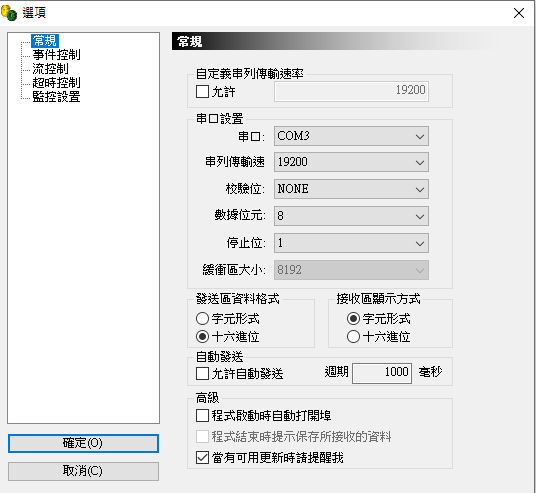 選項
常規
事件控制
流控制
超時控制
監控設置
常規
自定義串列傳輸速率
允許
19200
串口設置
串口:
COM3
串列傳輸速
19200
校驗位:
NONE
數據位元:
8
停止位:
1
緩衝區大小:
8192
發送區資料格式
字元形式
十六進位
接收區顯示方式
字元形式
十六進位
自動發送
允許自動發送
週期
1000
毫秒
高級
程式啟動時自動打開埠
程式結束時提示保存所接收的資料
當有可用更新時請提醒我
確定(O)
取消(C)